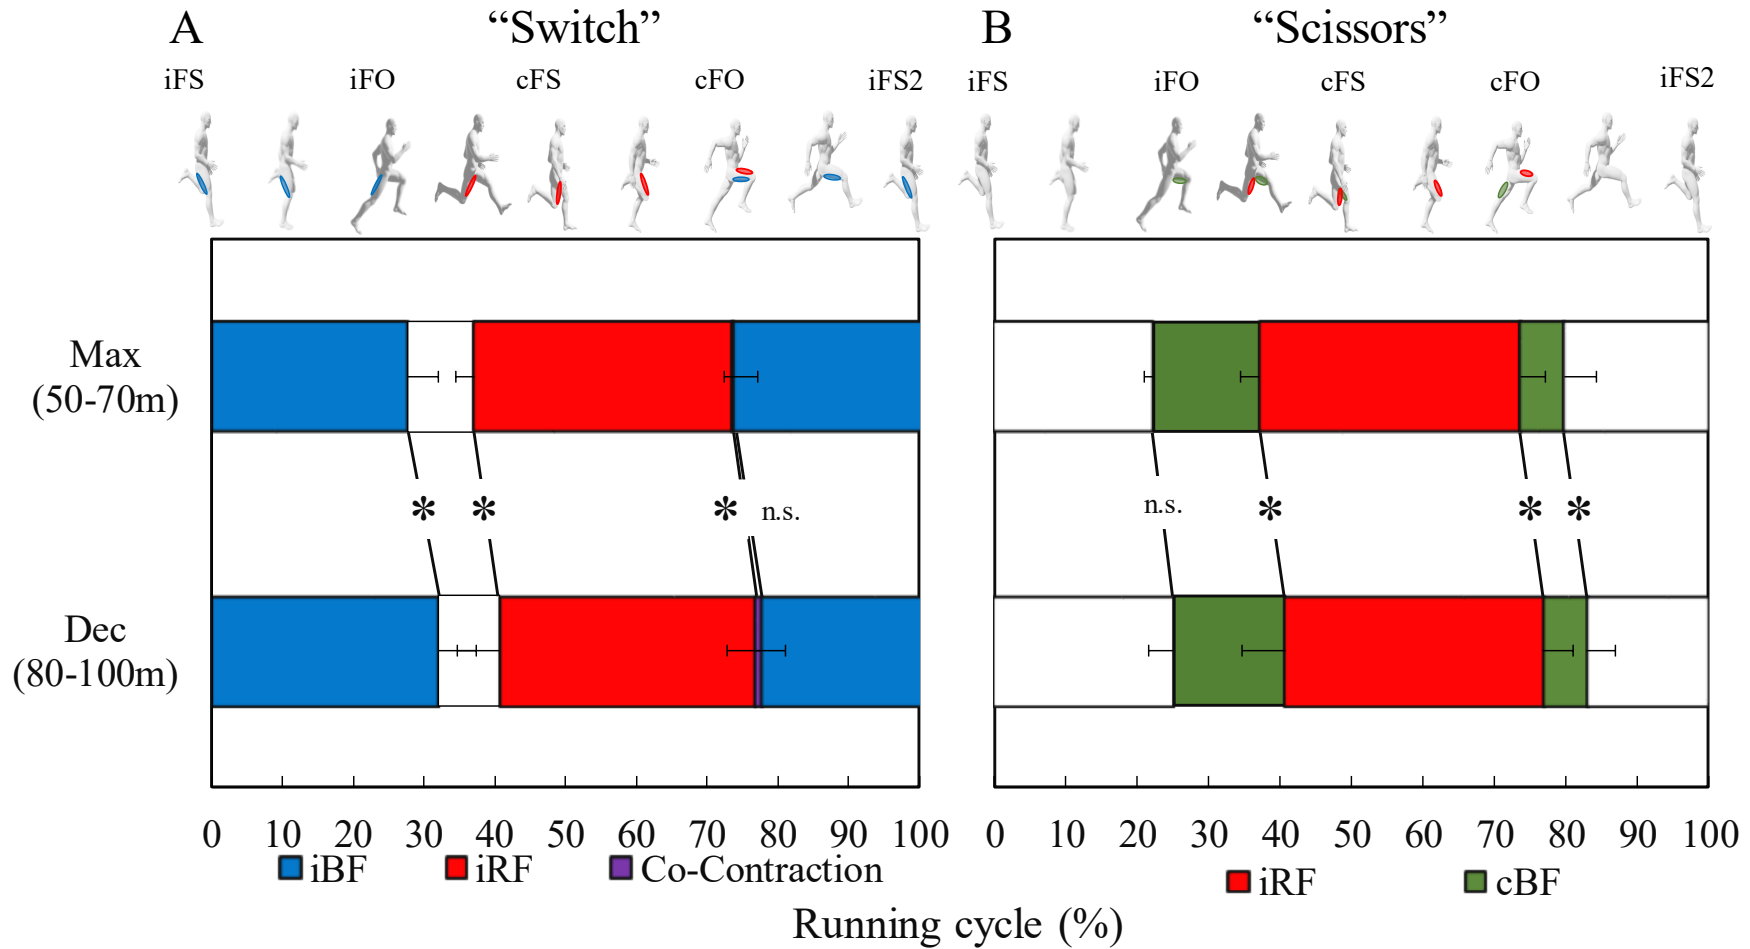 A “Switch” B “Scissors”
iFS iFO cFS cFO iFS2 iFS iFO cFS cFO iFS2
Max
(50-70m)
* * * n.s. n.s. * * *
Dec
(80-100m)
0 10 20 30 40 50 60 70 80 90 100 0 10 20 30 40 50 60 70 80 90 100
iBF iRF Co-Contraction iRF cBF
Running cycle (%)